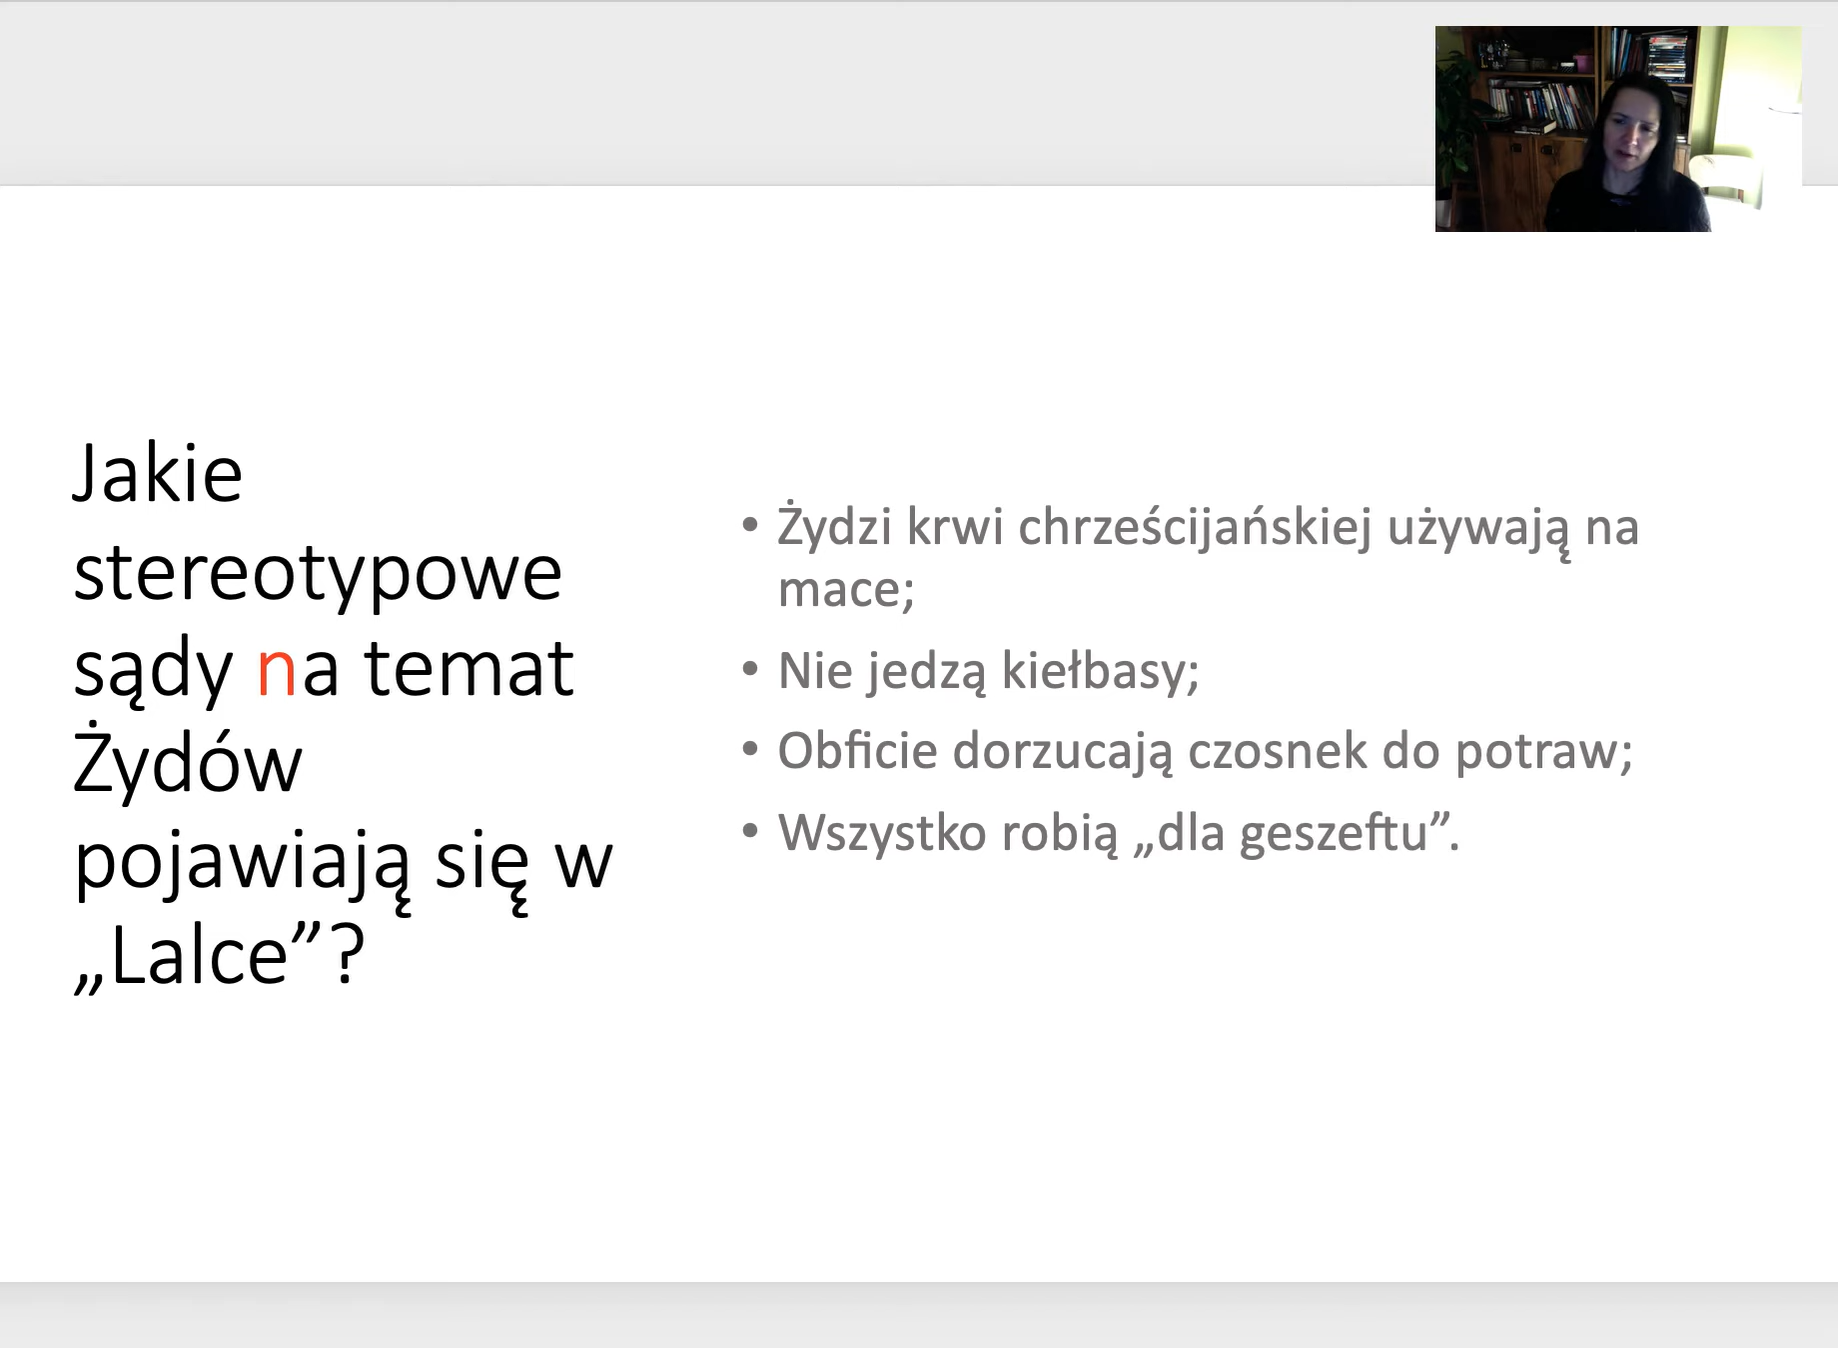 Jakie
stereotypowe
sądy na temat
Żydów
pojawiają się w
„Lalce”?
• Żydzi krwi chrześcijańskiej używają na
mace;
• Nie jedzą kiełbasy;
• Obficie dorzucają czosnek do potraw;
• Wszystko robią „dla geszeftu”.